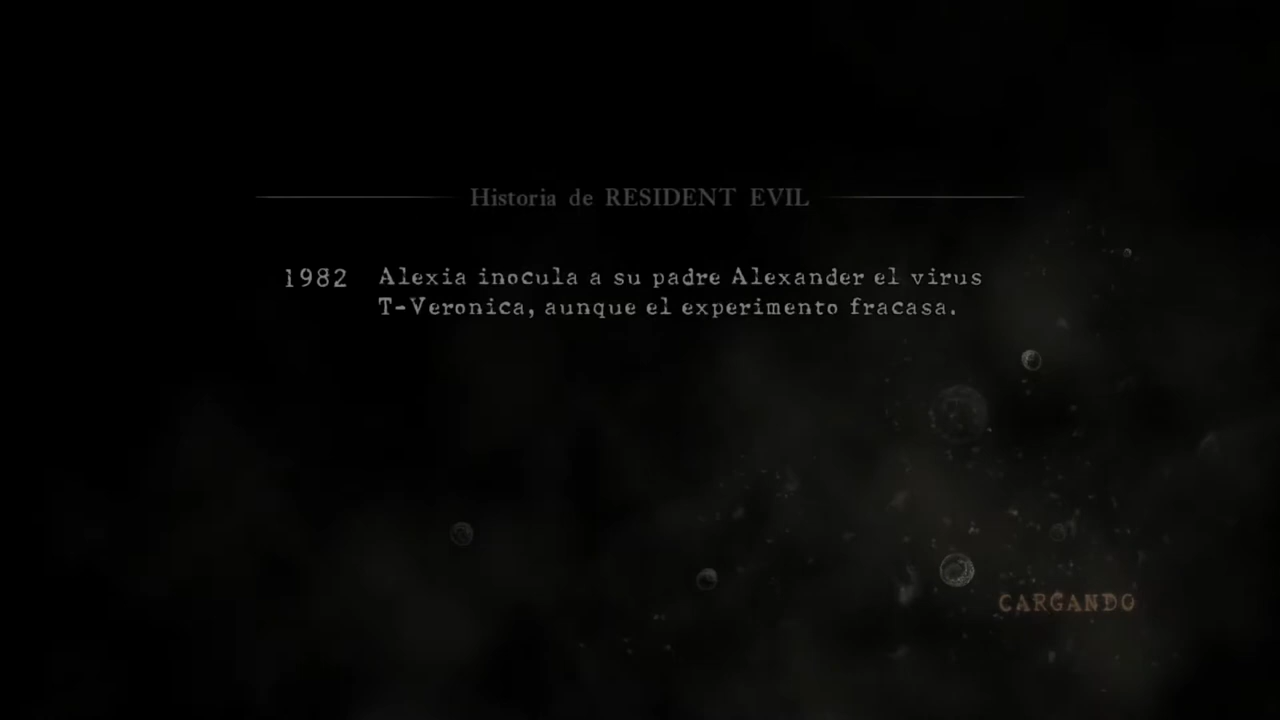 Historia de RESIDENT EVIL
1982 Alexia inocula a su padre Alexander el virus
T-Veronica, aunque el experimento fracasa.
CARGANDO